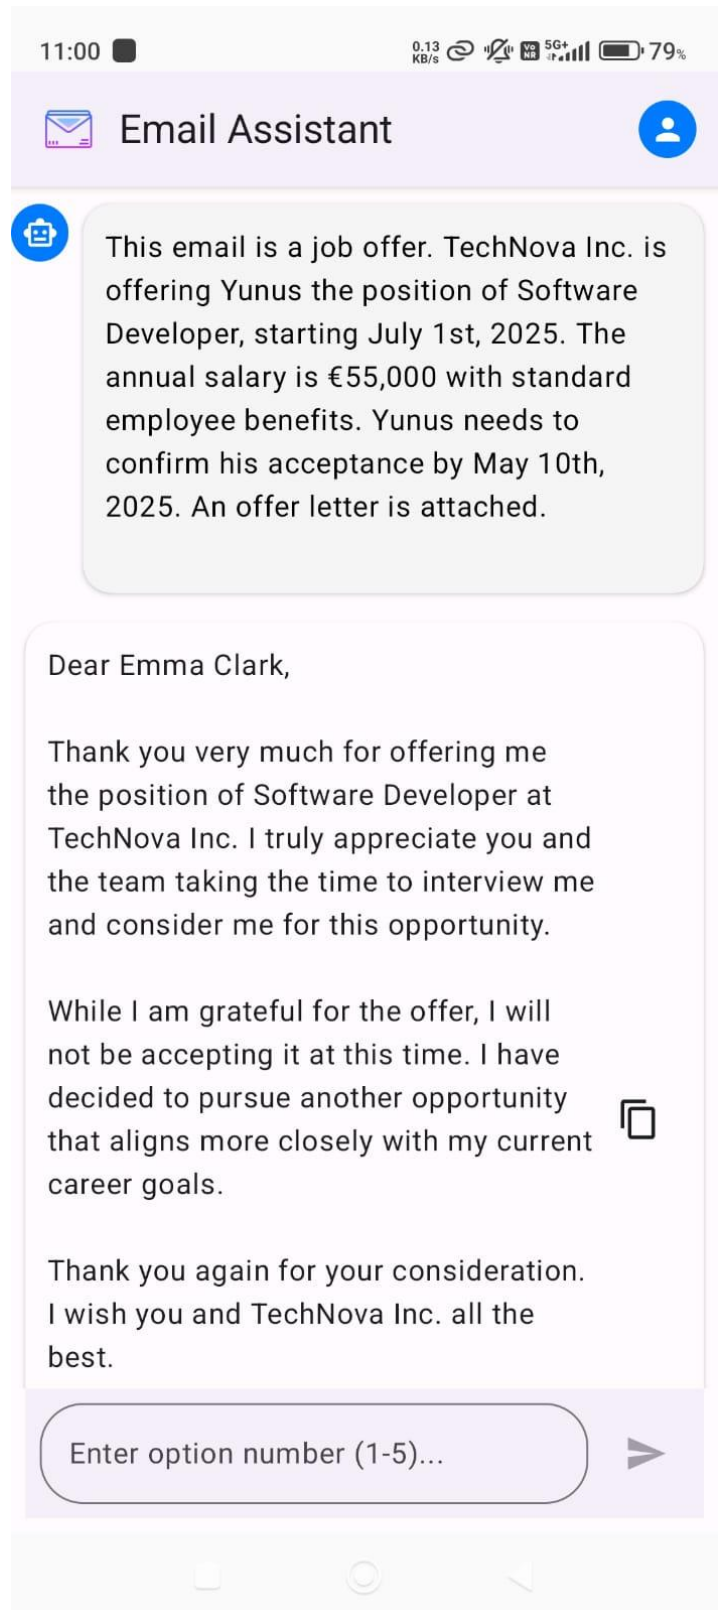 11:00
0.13 KB/s
Vo NR
5G+
79%
Email Assistant
This email is a job offer. TechNova Inc. is
offering Yunus the position of Software
Developer, starting July 1st, 2025. The
annual salary is €55,000 with standard
employee benefits. Yunus needs to
confirm his acceptance by May 10th,
2025. An offer letter is attached.
Dear Emma Clark,
Thank you very much for offering me
the position of Software Developer at
TechNova Inc. I truly appreciate you and
the team taking the time to interview me
and consider me for this opportunity.
While I am grateful for the offer, I will
not be accepting it at this time. I have
decided to pursue another opportunity
that aligns more closely with my current
career goals.
Thank you again for your consideration.
I wish you and TechNova Inc. all the
best.
Enter option number (1-5)...